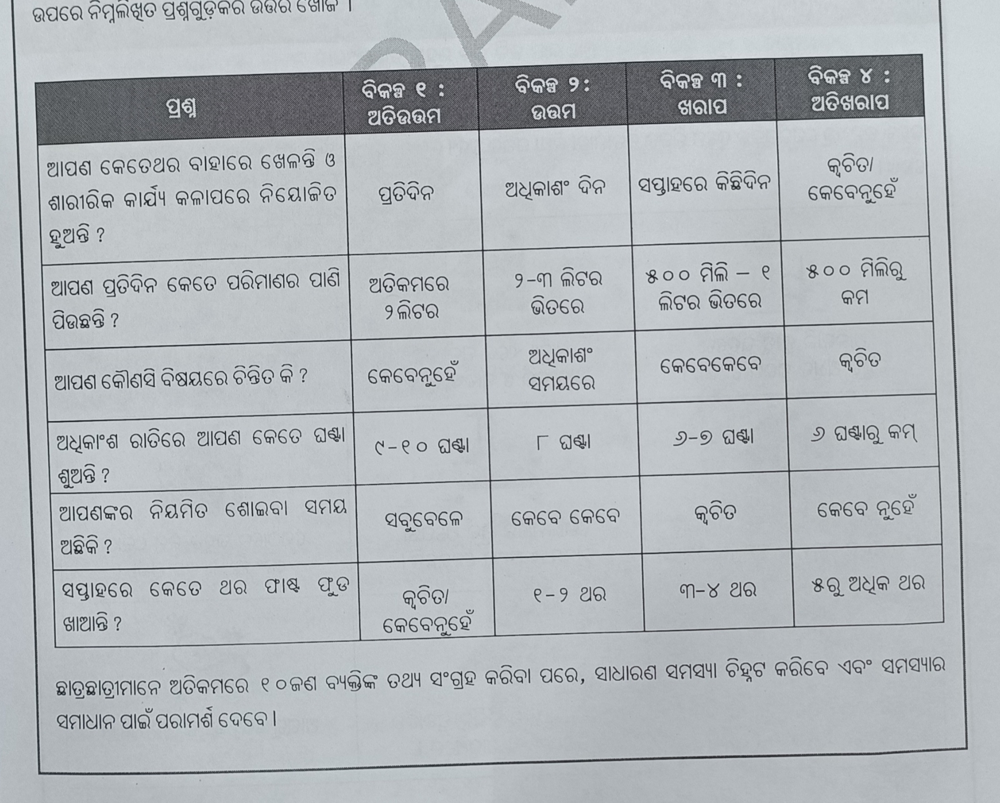 ଉପରେ ନିମ୍ନଲିଖିତ ପ୍ରଶ୍ନଗୁଡ଼ିକର ଉତ୍ତର ଖୋଜ ।
ପ୍ରଶ୍ନ
ବିକଳ୍ପ ୧ :
ଅତିଉତ୍ତମ
ବିକଳ୍ପ ୨:
ଉତ୍ତମ
ବିକଳ୍ପ ୩ :
ଖରାପ
ବିକଳ୍ପ ୪ :
ଅତିଖରାପ
ଆପଣ କେତେଥର ବାହାରେ ଖେଳନ୍ତି ଓ
ଶାରୀରିକ କାର୍ଯ୍ୟ କଳାପରେ ନିୟୋଜିତ
ହୁଅନ୍ତି ?
ପ୍ରତିଦିନ
ଅଧିକାଶଂ ଦିନ
ସପ୍ତାହରେ କିଛିଦିନ
କ୍ୱଚିତ/
କେବେନୁହେଁ
ଆପଣ ପ୍ରତିଦିନ କେତେ ପରିମାଣର ପାଣି
ପିଉଛନ୍ତି ?
ଅତିକମରେ
୨ ଲିଟର
୨-୩ ଲିଟର
ଭିତରେ
୫୦୦ ମିଲି – ୧
ଲିଟର ଭିତରେ
୫୦୦ ମିଲିରୁ
କମ
ଆପଣ କୌଣସି ବିଷୟରେ ଚିନ୍ତିତ କି ?
କେବେନୁହେଁ
ଅଧିକାଶଂ
ସମୟରେ
କେବେକେବେ
କ୍ୱଚିତ
ଅଧିକାଂଶ ରାତିରେ ଆପଣ କେତେ ଘଣ୍ଟା
ଶୁଅନ୍ତି ?
୯-୧୦ ଘଣ୍ଟା
୮ ଘଣ୍ଟା
୬-୭ ଘଣ୍ଟା
୬ ଘଣ୍ଟାରୁ କମ୍
ଆପଣଙ୍କର ନିୟମିତ ଶୋଇବା ସମୟ
ଅଛିକି ?
ସବୁବେଳେ
କେବେ କେବେ
କ୍ୱଚିତ
କେବେ ନୁହେଁ
ସପ୍ତାହରେ କେତେ ଥର ଫାଷ୍ଟ ଫୁଡ
ଖାଆନ୍ତି ?
କ୍ୱଚିତ/
କେବେନୁହେଁ
୧-୨ ଥର
୩-୪ ଥର
୫ରୁ ଅଧିକ ଥର
ଛାତ୍ରଛାତ୍ରୀମାନେ ଅତିକମରେ ୧୦ଜଣ ବ୍ୟକ୍ତିଙ୍କ ତଥ୍ୟ ସଂଗ୍ରହ କରିବା ପରେ, ସାଧାରଣ ସମସ୍ୟା ଚିହ୍ନଟ କରିବେ ଏବଂ ସମସ୍ୟାର
ସମାଧାନ ପାଇଁ ପରାମର୍ଶ ଦେବେ।